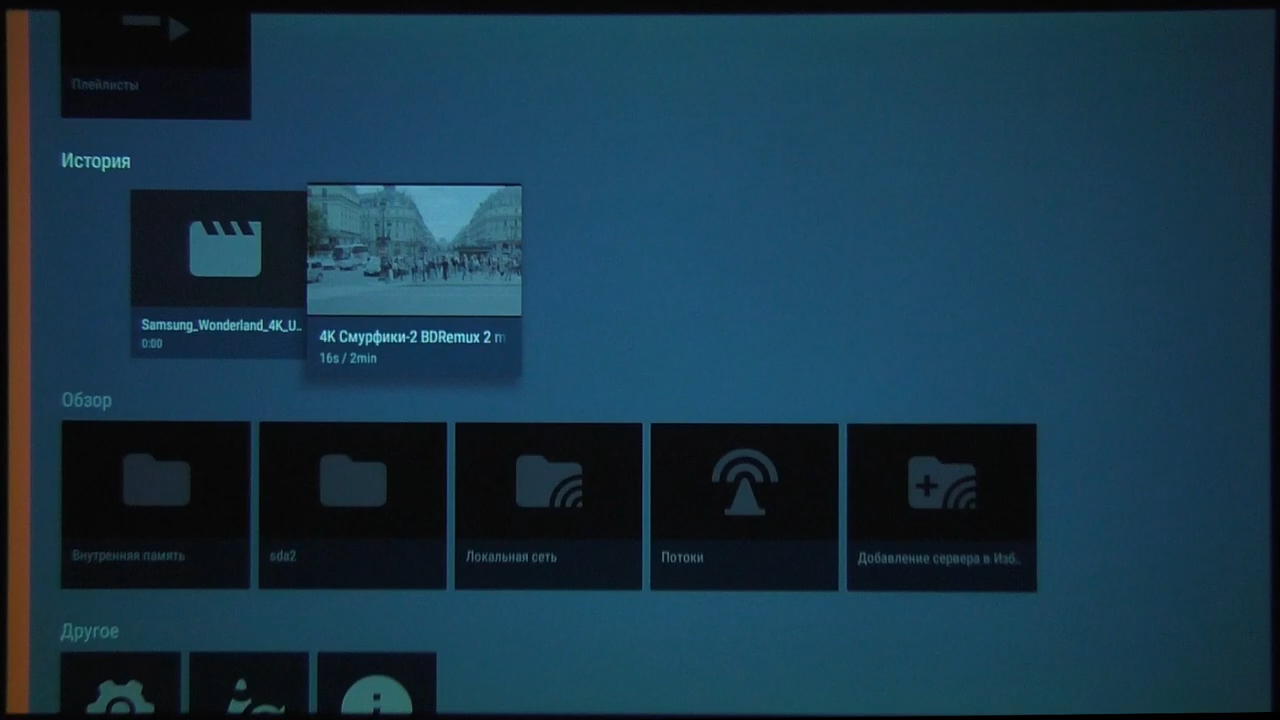 Плейлисты
История
Samsung_Wonderland_4K_U..
0:00
4K Смурфики-2 BDRemux 2 m
16s / 2min
Обзор
Внутренняя память
sda2
Локальная сеть
Потоки
Добавление сервера в Изб..
Другое